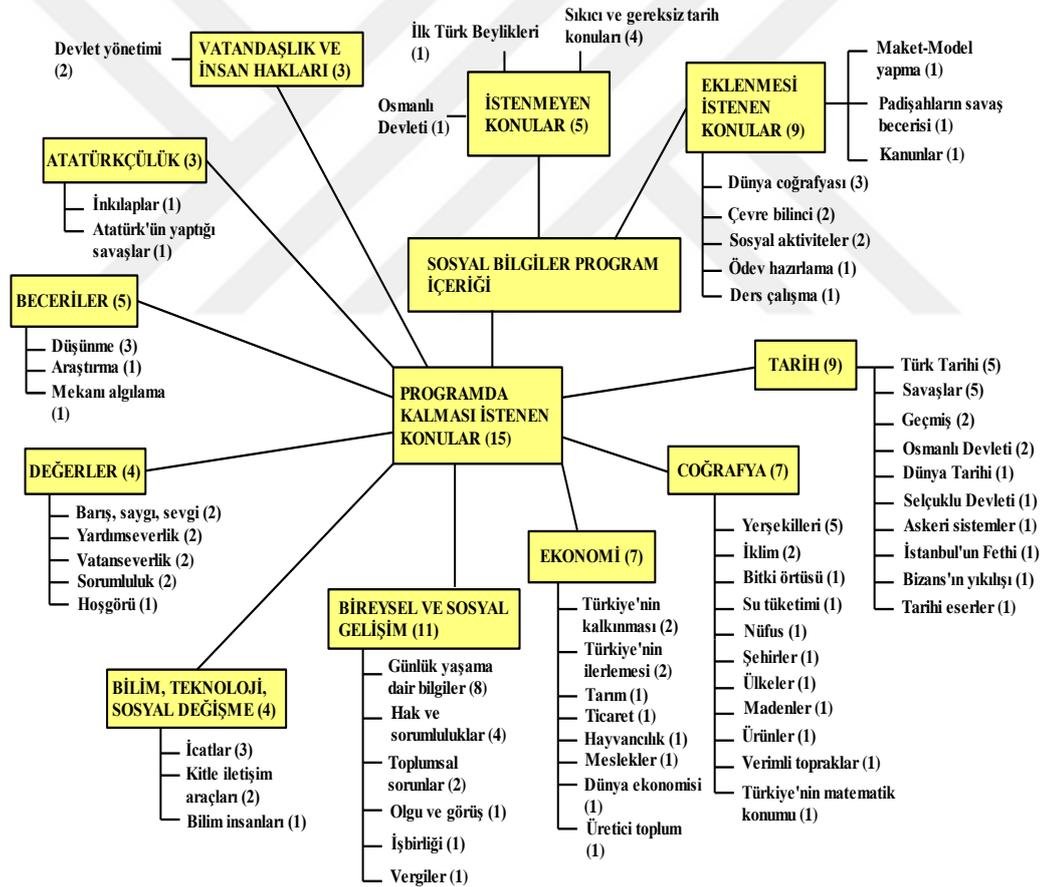 Devlet yönetimi
(2)
VATANDAŞLIK VE
İNSAN HAKLARI (3)
İlk Türk Beylikleri
(1)
Sıkıcı ve gereksiz tarih
konuları (4)
Osmanlı
Devleti (1)
İSTENMEYEN
KONULAR (5)
EKLENMESİ
İSTENEN
KONULAR (9)
Maket-Model
yapma (1)
Padişahların savaş
becerisi (1)
Kanunlar (1)
Dünya coğrafyası (3)
Çevre bilinci (2)
Sosyal aktiviteler (2)
Ödev hazırlama (1)
Ders çalışma (1)
ATATÜRKÇÜLÜK (3)
İnkılaplar (1)
Atatürk'ün yaptığı
savaşlar (1)
SOSYAL BİLGİLER PROGRAM
İÇERİĞİ
BECERİLER (5)
Düşünme (3)
Araştırma (1)
Mekanı algılama
(1)
PROGRAMDA
KALMASI İSTENEN
KONULAR (15)
TARİH (9)
Türk Tarihi (5)
Savaşlar (5)
Geçmiş (2)
Osmanlı Devleti (2)
Dünya Tarihi (1)
Selçuklu Devleti (1)
Askeri sistemler (1)
İstanbul'un Fethi (1)
Bizans'ın yıkılışı (1)
Tarihi eserler (1)
DEĞERLER (4)
Barış, saygı, sevgi (2)
Yardımseverlik (2)
Vatanseverlik (2)
Sorumluluk (2)
Hoşgörü (1)
COĞRAFYA (7)
Yerşekilleri (5)
İklim (2)
Bitki örtüsü (1)
Su tüketimi (1)
Nüfus (1)
Şehirler (1)
Ülkeler (1)
Madenler (1)
Ürünler (1)
Verimli topraklar (1)
Türkiye'nin matematik
konumu (1)
EKONOMİ (7)
Türkiye'nin
kalkınması (2)
Türkiye'nin
ilerlemesi (2)
Tarım (1)
Ticaret (1)
Hayvancılık (1)
Meslekler (1)
Dünya ekonomisi
(1)
Üretici toplum
(1)
BİREYSEL VE SOSYAL
GELİŞİM (11)
Günlük yaşama
dair bilgiler (8)
Hak ve
sorumluluklar (4)
Toplumsal
sorunlar (2)
Olgu ve görüş (1)
İşbirliği (1)
Vergiler (1)
BİLİM, TEKNOLOJİ,
SOSYAL DEĞİŞME (4)
İcatlar (3)
Kitle iletişim
araçları (2)
Bilim insanları (1)